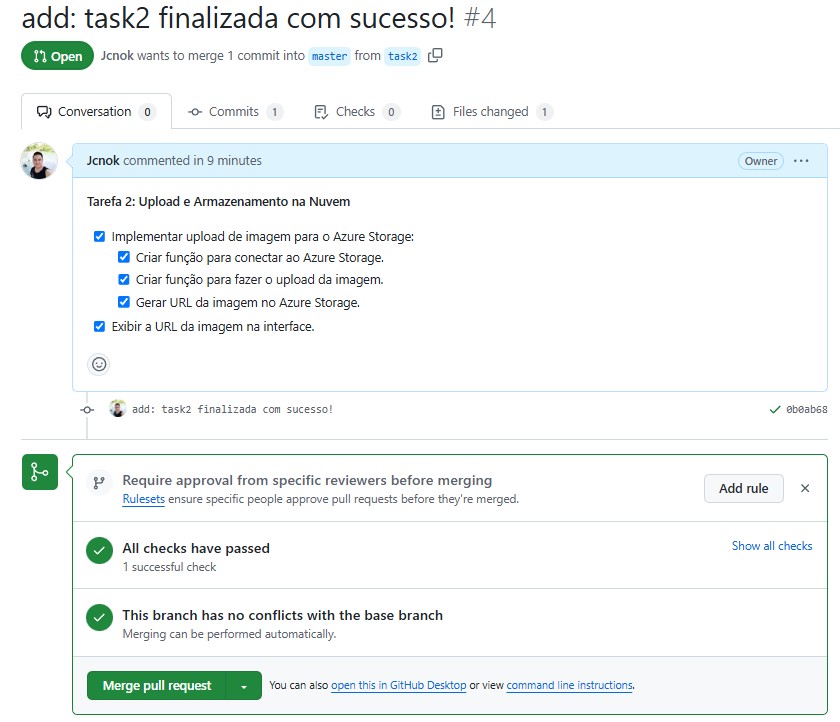 add: task2 finalizada com sucesso! #4
Open Jcnok wants to merge 1 commit into master from task2
Conversation 0 Commits 1 Checks 0 Files changed 1
Jcnok commented in 9 minutes Owner
Tarefa 2: Upload e Armazenamento na Nuvem
Implementar upload de imagem para o Azure Storage:
Criar função para conectar ao Azure Storage.
Criar função para fazer o upload da imagem.
Gerar URL da imagem no Azure Storage.
Exibir a URL da imagem na interface.
add: task2 finalizada com sucesso! 0b0ab68
Require approval from specific reviewers before merging
Rulesets ensure specific people approve pull requests before they're merged.
Add rule
All checks have passed
1 successful check
Show all checks
This branch has no conflicts with the base branch
Merging can be performed automatically.
Merge pull request You can also open this in GitHub Desktop or view command line instructions.